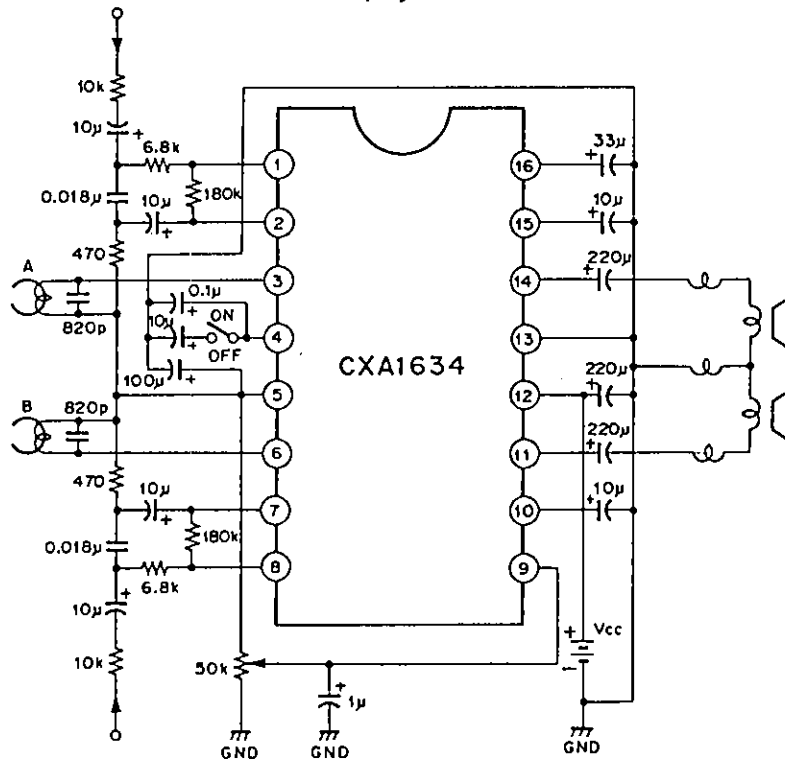 10k
10μ +
6.8k
0.018μ
180k
10μ
+
470
A
820p
0.1μ
+
ON
10μ
+
OFF
100μ
+
B
820p
470
10μ
+
180k
0.018μ
6.8k
10μ
+
10k
50k
+
1μ
GND
GND
1
2
3
4
5
6
7
8
CXA1634
16
15
14
13
12
11
10
9
33μ
+
10μ
+
220μ
+
220μ
+
220μ
+
10μ
+
+
Vcc
−
GND